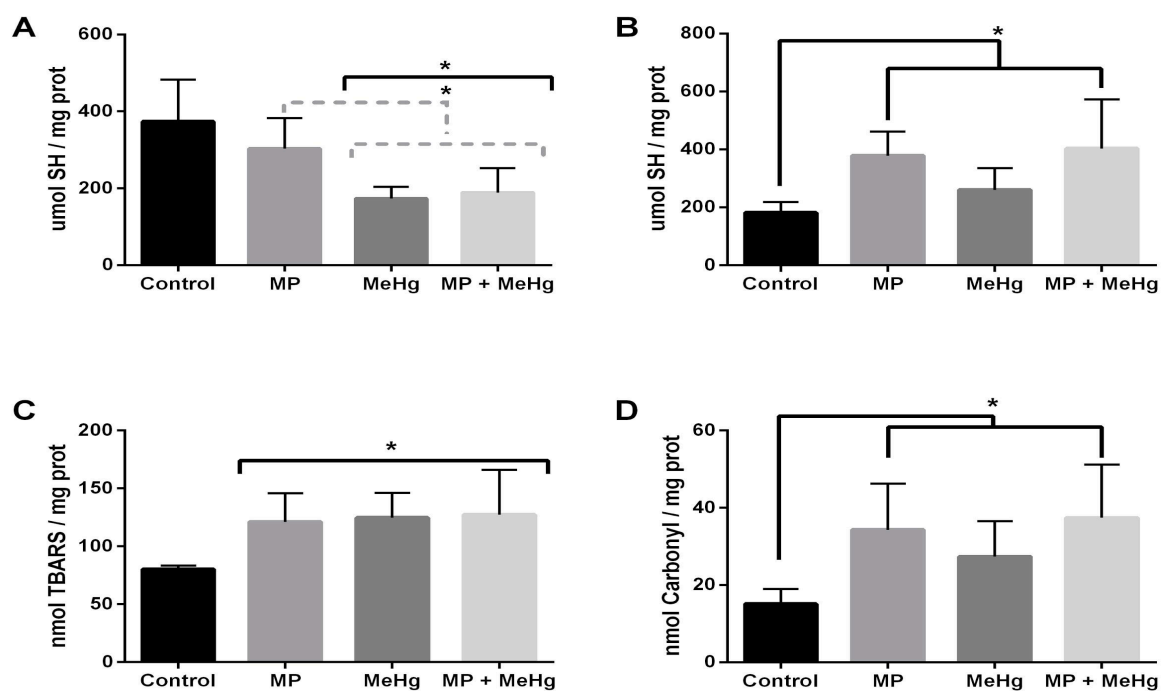 A
umol SH / mg prot
600
400
200
0
*
*
Control MP MeHg MP + MeHg
B
umol SH / mg prot
800
600
400
200
0
*
Control MP MeHg MP + MeHg
C
nmol TBARS / mg prot
200
150
100
50
0
*
Control MP MeHg MP + MeHg
D
nmol Carbonyl / mg prot
60
40
20
0
*
Control MP MeHg MP + MeHg